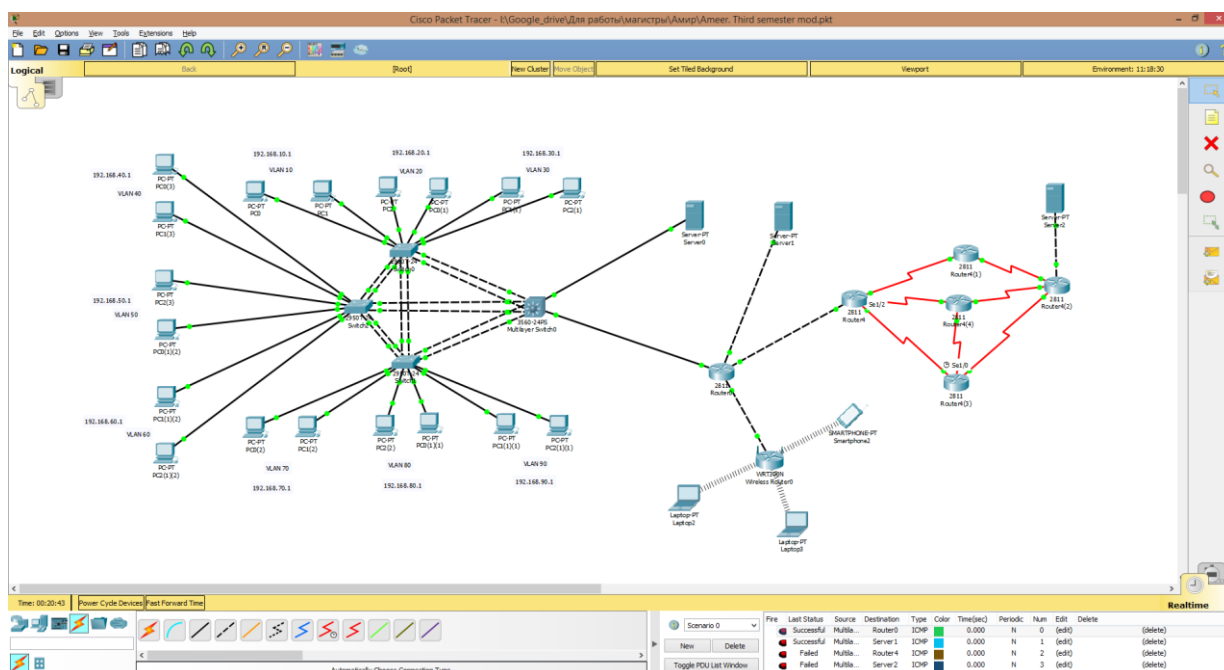 Cisco Packet Tracer - I:\Google_drive\Для работы\магистры\Амир\Ameer. Third semester mod.pkt
File Edit Options View Tools Extensions Help
Logical Back [Root] New Cluster Move Object Set Tiled Background Viewport Environment: 11:18:30
192.168.10.1
VLAN 10
192.168.20.1
VLAN 20
192.168.30.1
VLAN 30
192.168.40.1
VLAN 40
PC-PT
PC0(3)
PC-PT
PC0
PC-PT
PC1
PC-PT
PC-PT
PC0(1)
PC-PT
PC-PT
PC2(1)
PC-PT
PC1(3)
Server-PT
Server0
Server-PT
Server1
Server-PT
Server2
Switch0
2811
Router4(1)
192.168.50.1
VLAN 50
PC-PT
PC2(3)
PC-PT
PC0(1)(2)
3560-24PS
Multilayer Switch0
Se1/2
2811
Router4
2811
Router4(4)
2811
Router4(2)
Se1/0
2811
Router4(3)
2811
192.168.60.1
VLAN 60
PC-PT
PC1(1)(2)
PC-PT
PC2(1)(2)
PC-PT
PC0(2)
PC-PT
PC1(2)
PC-PT
PC2(2)
PC-PT
PC0(1)(1)
PC-PT
PC1(1)(1)
PC-PT
PC2(1)(1)
VLAN 70
VLAN 80
VLAN 90
192.168.70.1
192.168.80.1
192.168.90.1
SMARTPHONE-PT
Smartphone2
Wireless Router0
Laptop-PT
Laptop2
Laptop-PT
Laptop3
Time: 00:20:43 Power Cycle Devices Fast Forward Time Realtime
Scenario 0
New Delete
Toggle PDU List Window
Fire Last Status Source Destination Type Color Time(sec) Periodic Num Edit Delete
Successful Multila... Router0 ICMP 0.000 N 0 (edit) (delete)
Successful Multila... Server1 ICMP 0.000 N 1 (edit) (delete)
Failed Multila... Router4 ICMP 0.000 N 2 (edit) (delete)
Failed Multila... Server2 ICMP 0.000 N 3 (edit) (delete)
Automatically Choose Connection Type